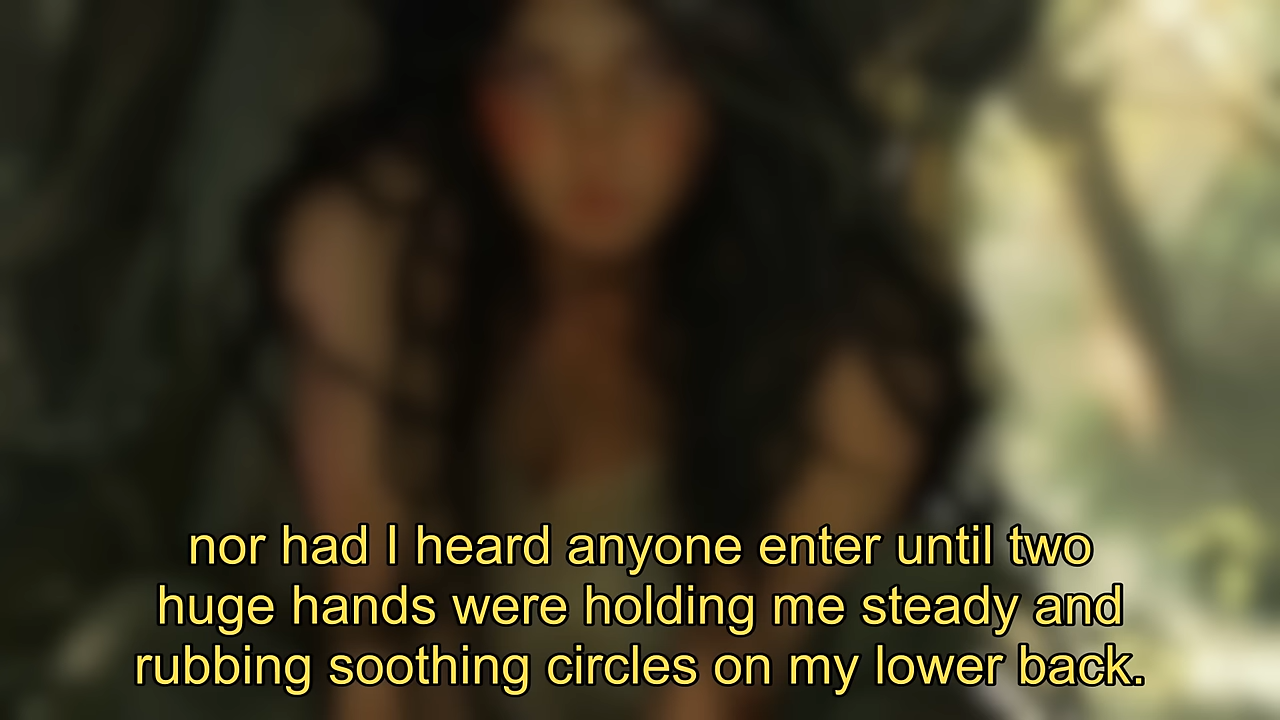 nor had I heard anyone enter until two
huge hands were holding me steady and
rubbing soothing circles on my lower back.